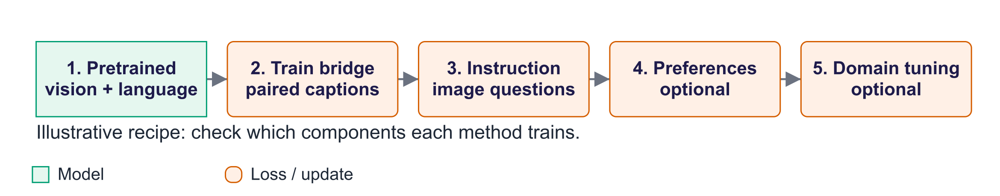 1. Pretrained
vision + language
2. Train bridge
paired captions
3. Instruction
image questions
4. Preferences
optional
5. Domain tuning
optional
Illustrative recipe: check which components each method trains.
Model
Loss / update